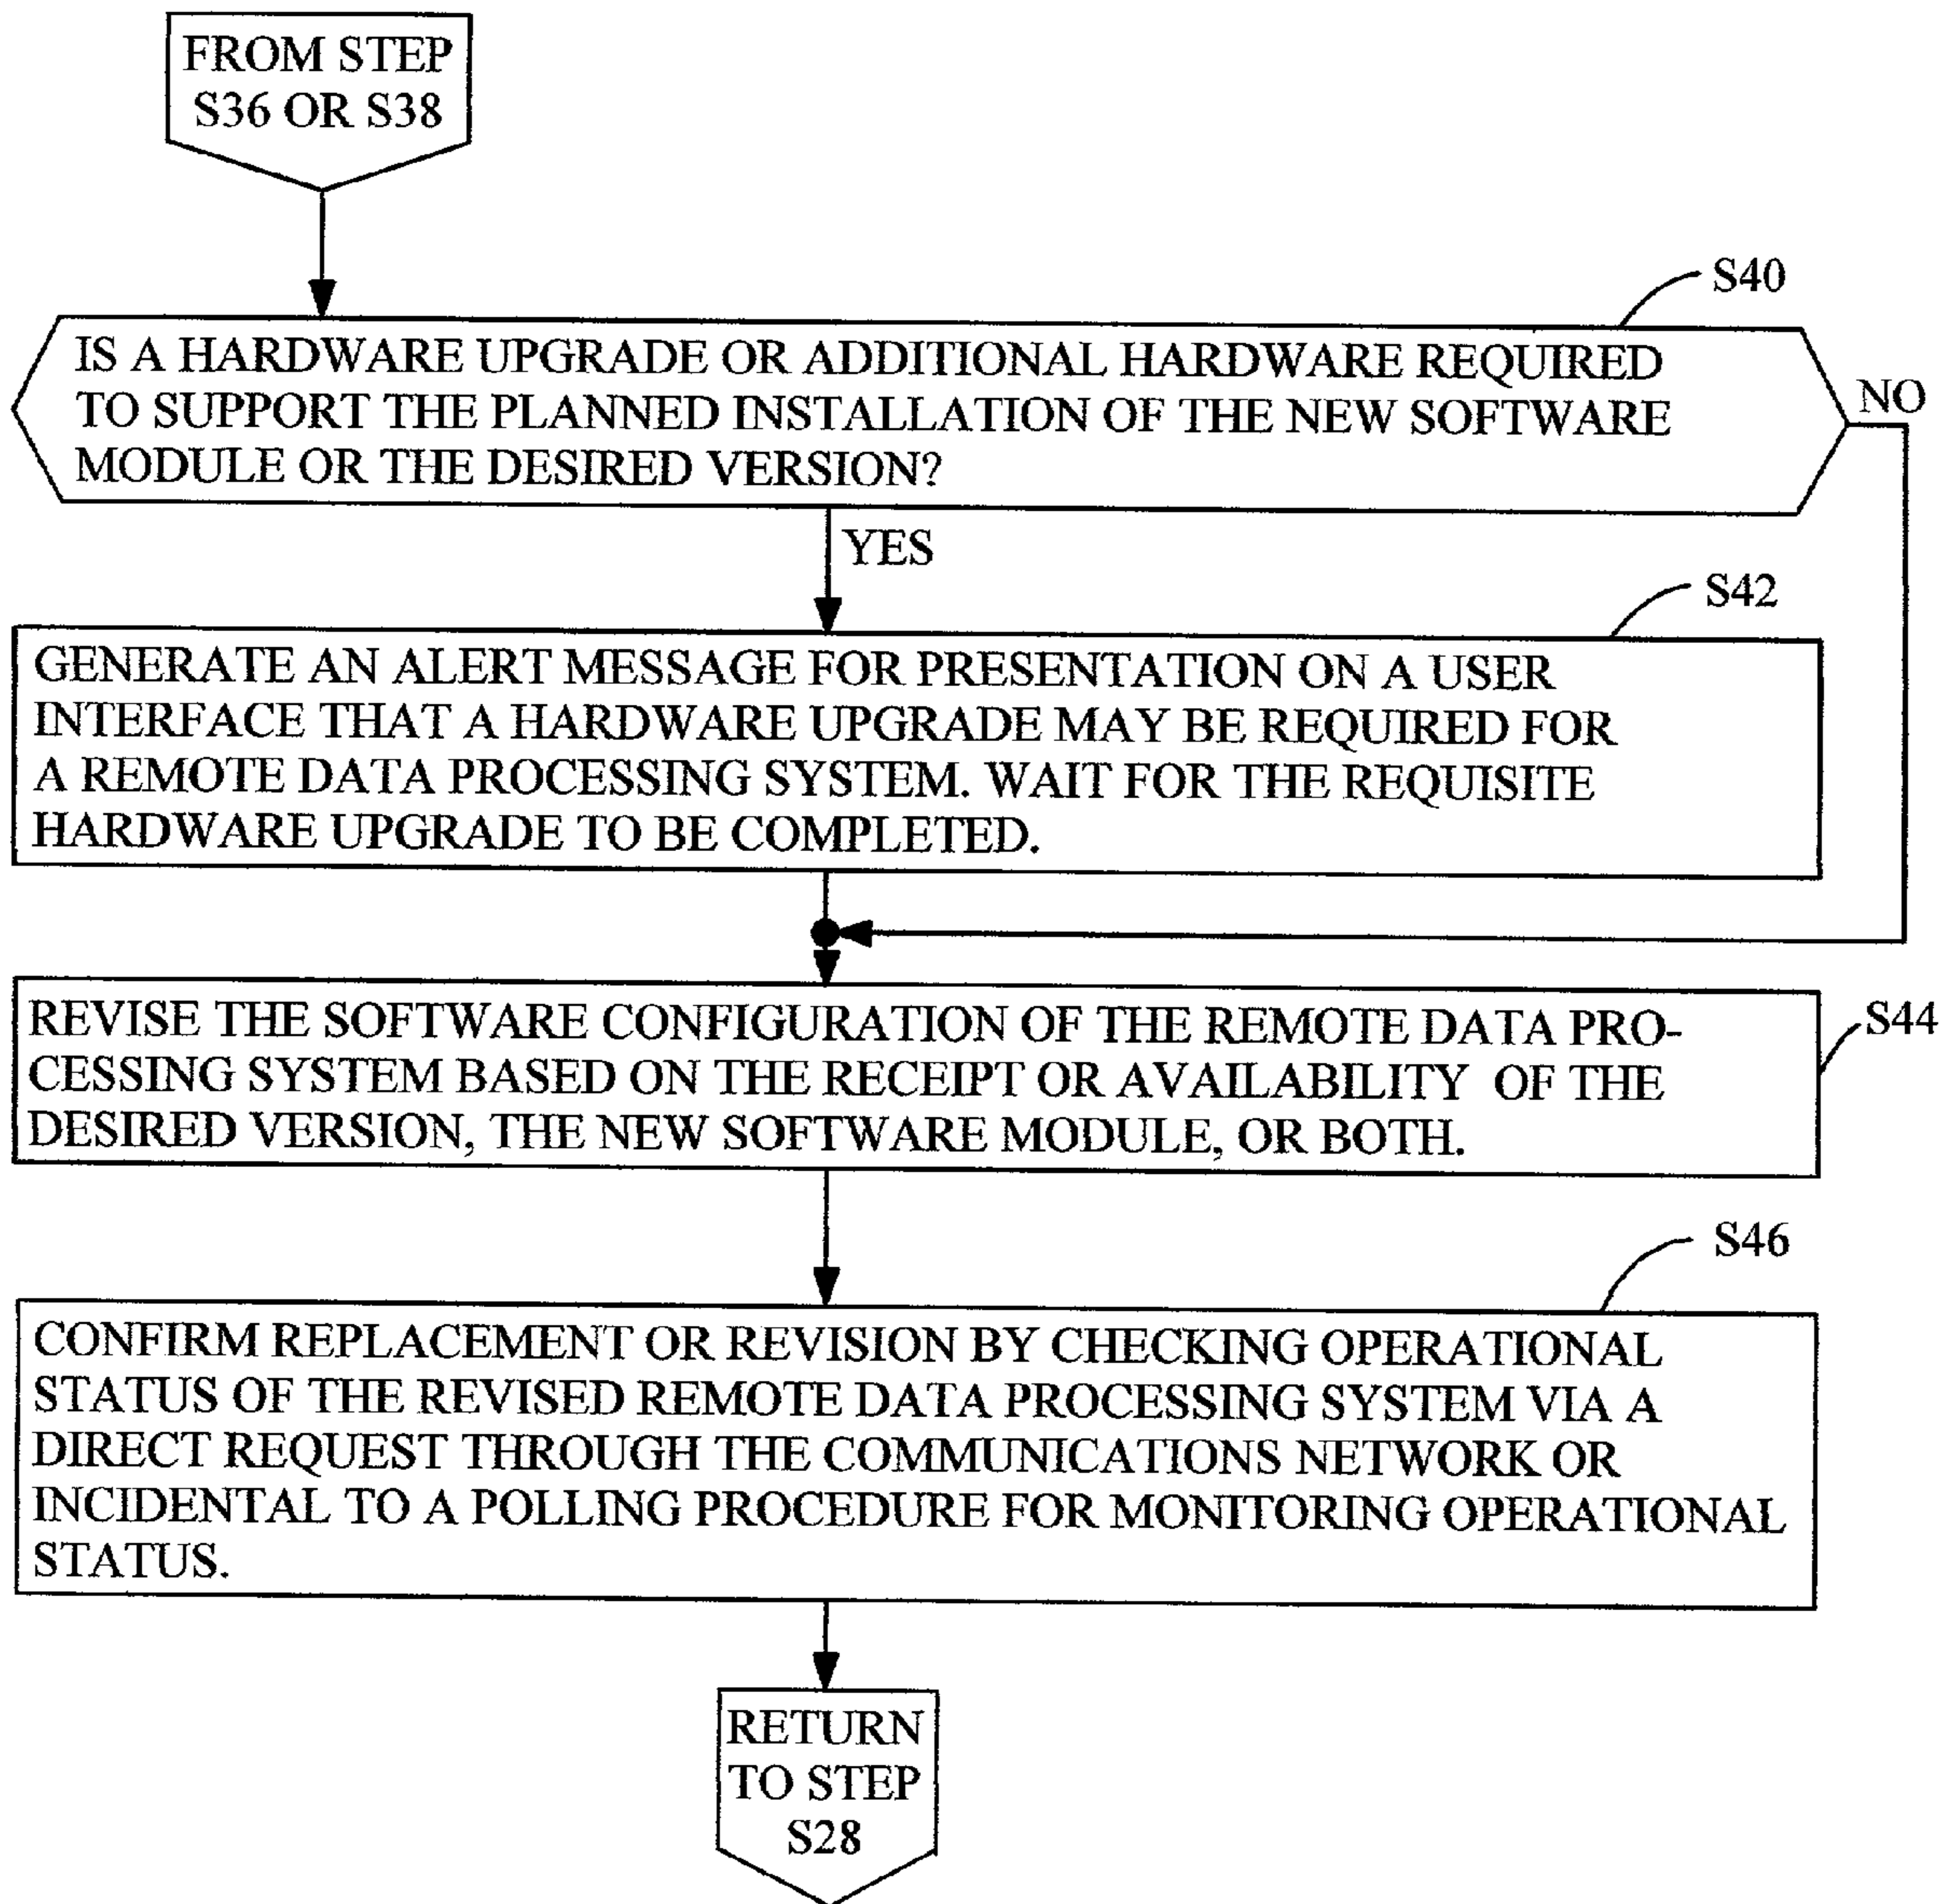 FROM STEP
S36 OR S38
S40
IS A HARDWARE UPGRADE OR ADDITIONAL HARDWARE REQUIRED
TO SUPPORT THE PLANNED INSTALLATION OF THE NEW SOFTWARE
MODULE OR THE DESIRED VERSION?
NO
YES
S42
GENERATE AN ALERT MESSAGE FOR PRESENTATION ON A USER
INTERFACE THAT A HARDWARE UPGRADE MAY BE REQUIRED FOR
A REMOTE DATA PROCESSING SYSTEM. WAIT FOR THE REQUISITE
HARDWARE UPGRADE TO BE COMPLETED.
REVISE THE SOFTWARE CONFIGURATION OF THE REMOTE DATA PRO-
CESSING SYSTEM BASED ON THE RECEIPT OR AVAILABILITY OF THE
DESIRED VERSION, THE NEW SOFTWARE MODULE, OR BOTH.
S44
S46
CONFIRM REPLACEMENT OR REVISION BY CHECKING OPERATIONAL
STATUS OF THE REVISED REMOTE DATA PROCESSING SYSTEM VIA A
DIRECT REQUEST THROUGH THE COMMUNICATIONS NETWORK OR
INCIDENTAL TO A POLLING PROCEDURE FOR MONITORING OPERATIONAL
STATUS.
RETURN
TO STEP
S28